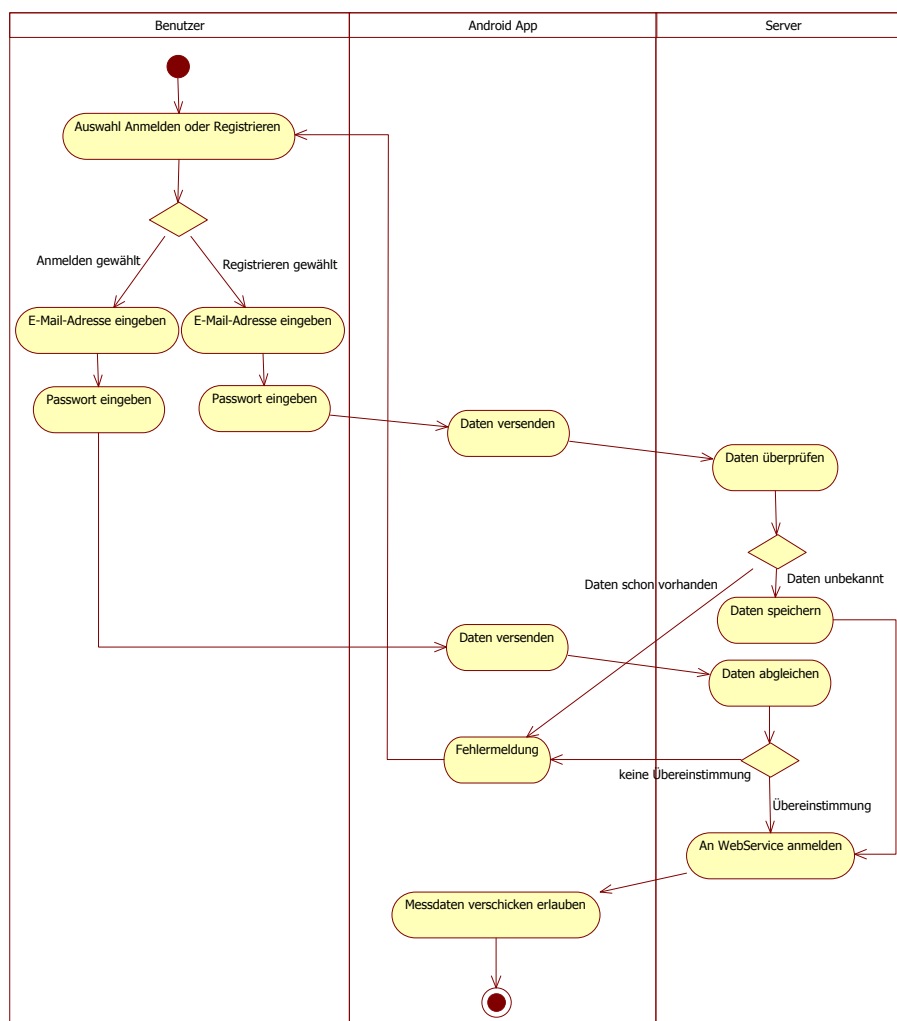 Benutzer
Android App
Server
Auswahl Anmelden oder Registrieren
Anmelden gewählt
Registrieren gewählt
E-Mail-Adresse eingeben
E-Mail-Adresse eingeben
Passwort eingeben
Passwort eingeben
Daten versenden
Daten überprüfen
Daten schon vorhanden
Daten unbekannt
Daten speichern
Daten versenden
Daten abgleichen
Fehlermeldung
keine Übereinstimmung
Übereinstimmung
An WebService anmelden
Messdaten verschicken erlauben